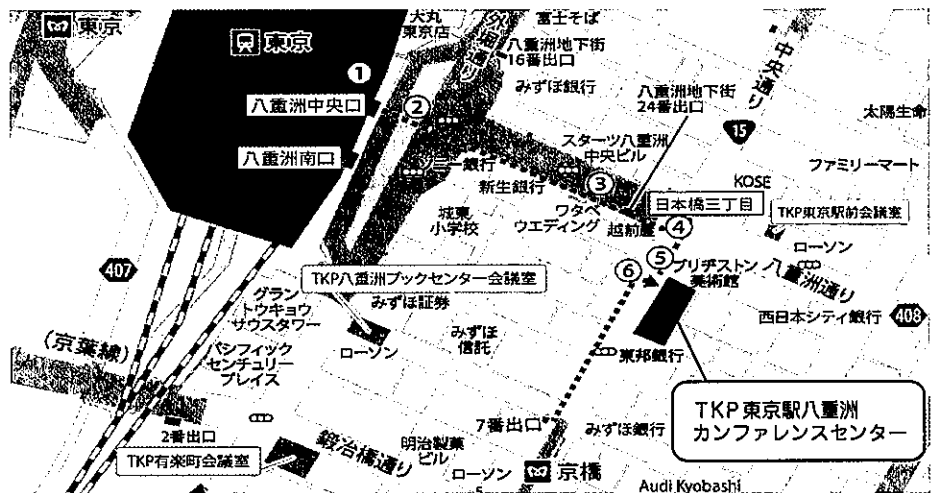 東京
東京
大丸
東京店
外堀通り
富士そば
八重洲地下街
16番出口
みずほ銀行
中央通り
八重洲地下街
24番出口
太陽生命
15
1
八重洲中央口
2
八重洲南口
ソニー銀行
新生銀行
スターツ八重洲
中央ビル
3
ファミリーマート
KOSE
日本橋三丁目
TKP東京駅前会議室
城東
小学校
ワタベ
ウエディング
越前屋
4
ローソン
407
TKP八重洲ブックセンター会議室
6
5
ブリヂストン
美術館
八重洲通り
グラン
トウキョウ
サウスタワー
みずほ証券
西日本シティ銀行
408
(京葉線)
パシフィック
センチュリー
プレイス
ローソン
みずほ
信託
東邦銀行
TKP東京駅八重洲
カンファレンスセンター
7番出口
みずほ銀行
2番出口
TKP有楽町会議室
鍛冶橋通り
明治製菓
ビル
ローソン
京橋
Audi Kyobashi